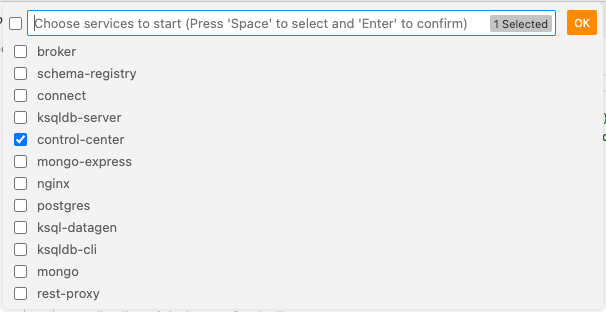 Choose services to start (Press 'Space' to select and 'Enter' to confirm) 1 Selected OK
broker
schema-registry
connect
ksqldb-server
control-center
mongo-express
nginx
postgres
ksql-datagen
ksqldb-cli
mongo
rest-proxy